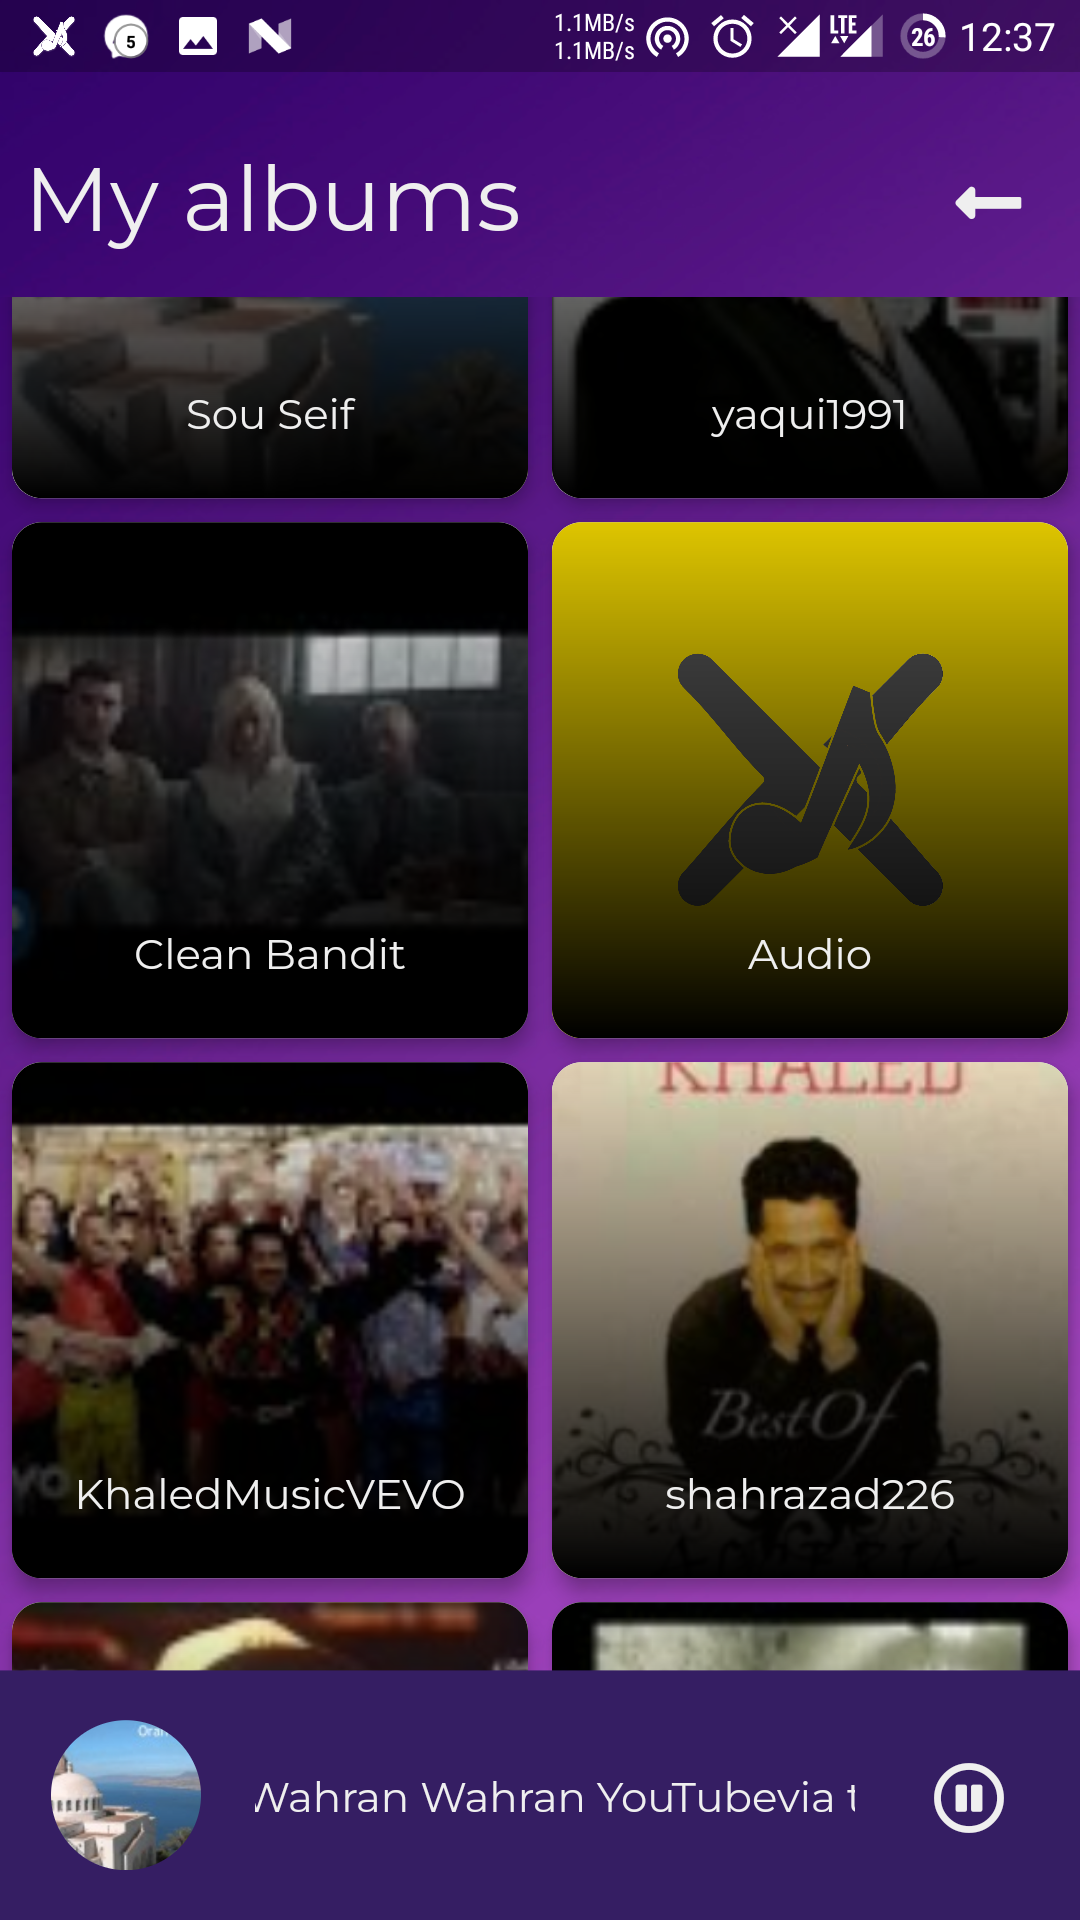 5
1.1MB/s
1.1MB/s
LTE
26
12:37
My albums
Sou Seif
yaqui1991
Clean Bandit
Audio
KHALED
Best Of
KhaledMusicVEVO
shahrazad226
Oran
Wahran Wahran YouTubevia t